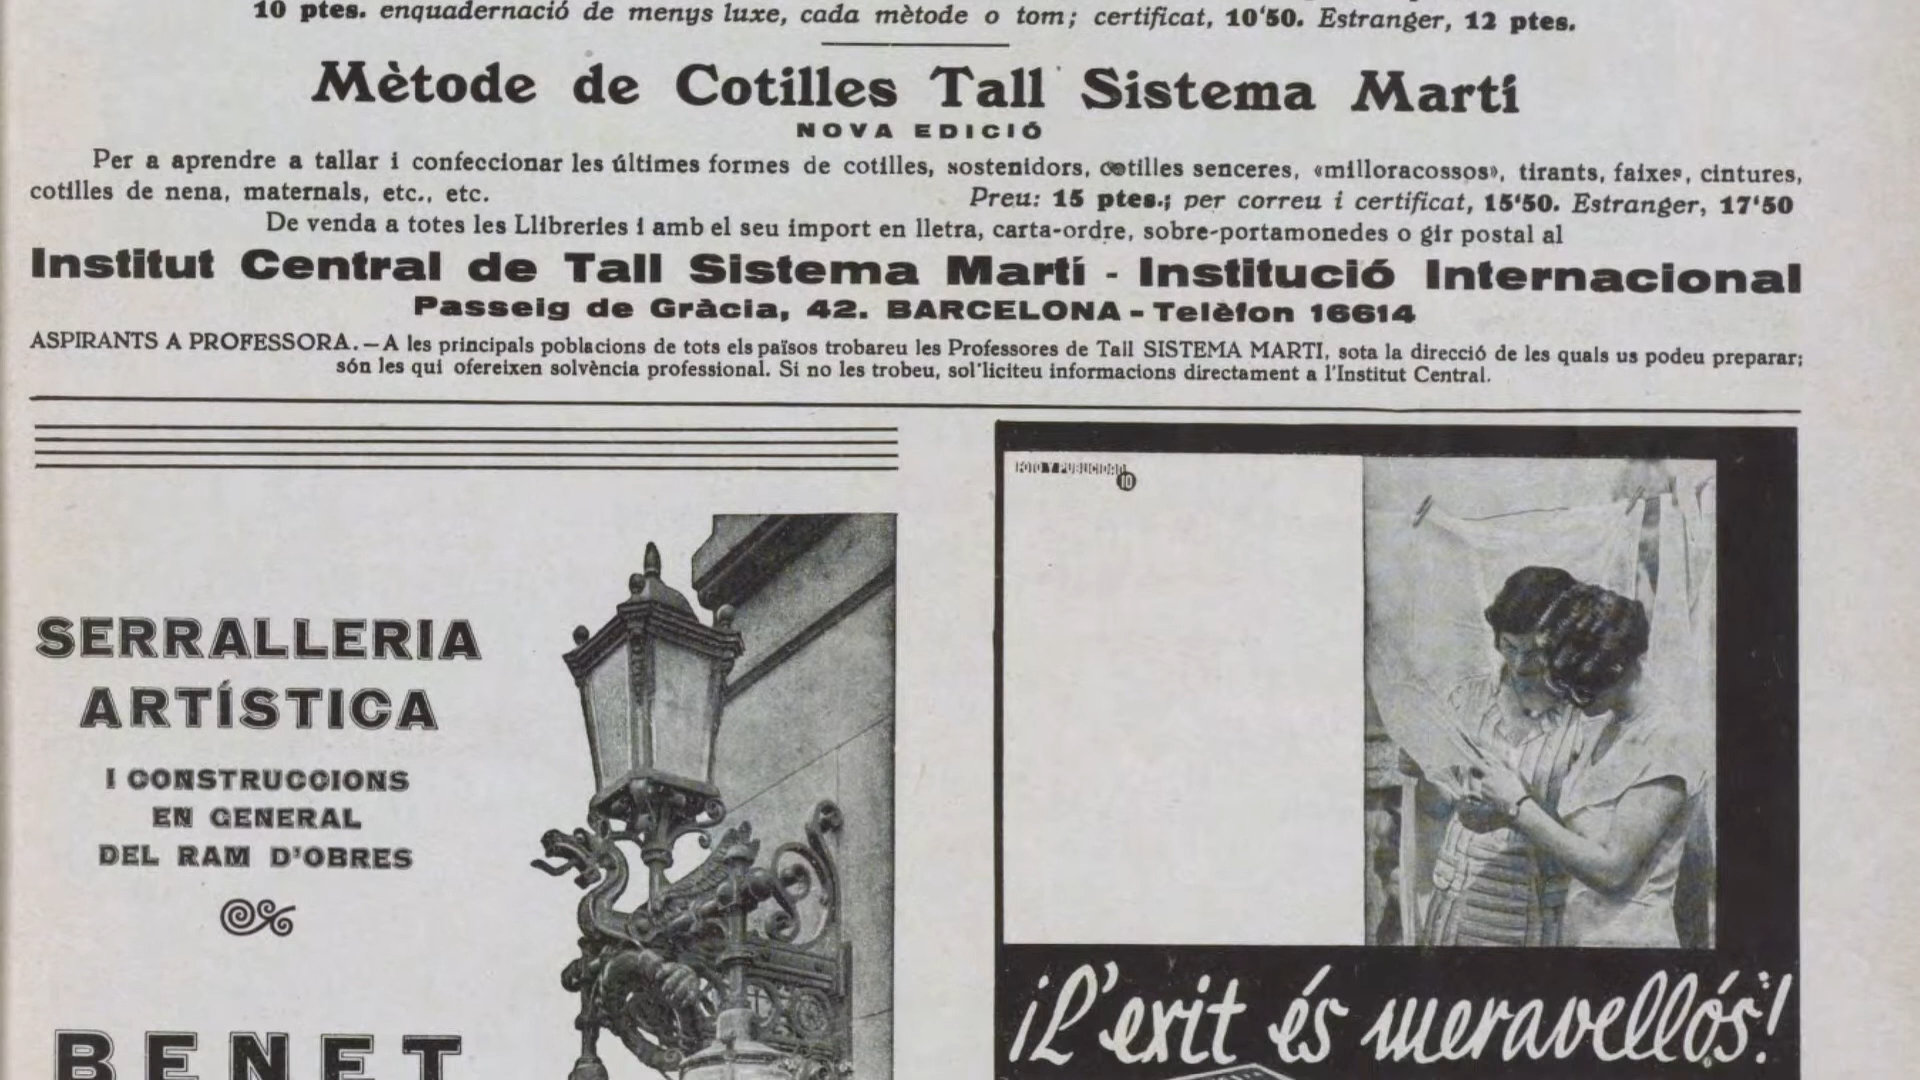 10 ptes. enquadernació de menys luxe, cada mètode o tom; certificat, 10'50. Estranger, 12 ptes.
Mètode de Cotilles Tall Sistema Martí
NOVA EDICIÓ
Per a aprendre a tallar i confeccionar les últimes formes de cotilles, sostenidors, cotilles senceres, «milloracossos», tirants, faixes, cintures,
cotilles de nena, maternals, etc., etc. Preu: 15 ptes.; per correu i certificat, 15'50. Estranger, 17'50
De venda a totes les Llibreries i amb el seu import en lletra, carta-ordre, sobre-portamonedes o gir postal al
Institut Central de Tall Sistema Martí - Institució Internacional
Passeig de Gràcia, 42. BARCELONA - Telèfon 16614
ASPIRANTS A PROFESSORA.—A les principals poblacions de tots els països trobareu les Professores de Tall SISTEMA MARTI, sota la direcció de les quals us podeu preparar;
són les qui ofereixen solvència professional. Si no les trobeu, sol'liciteu informacions directament a l'Institut Central.
SERRALLERIA
ARTÍSTICA
I CONSTRUCCIONS
EN GENERAL
DEL RAM D'OBRES
BENET
FOTO Y PUBLICIDAD
10
¡L'exit és meravellós!